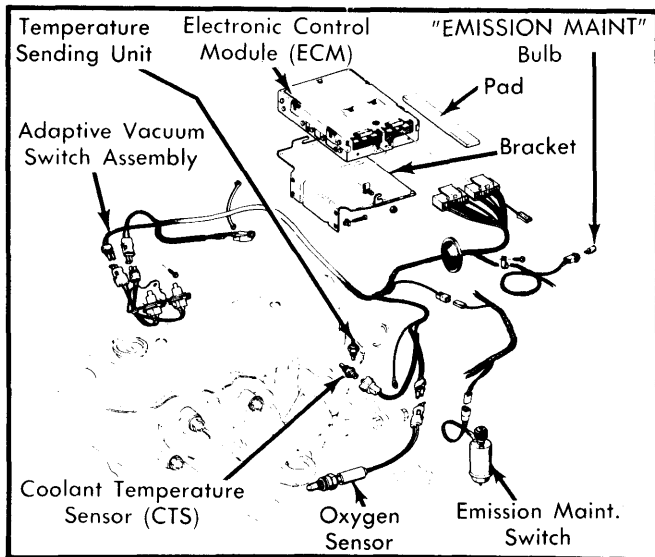 Temperature
Sending Unit
Electronic Control
Module (ECM)
"EMISSION MAINT"
Bulb
Pad
Adaptive Vacuum
Switch Assembly
Bracket
Coolant Temperature
Sensor (CTS)
Oxygen
Sensor
Emission Maint.
Switch